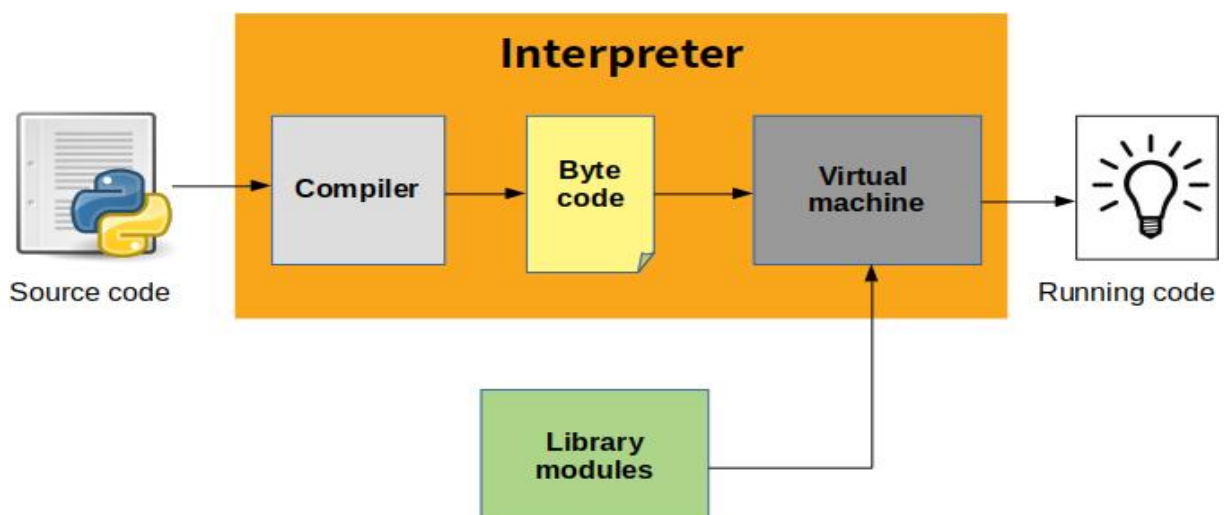 Interpreter
Source code
Compiler
Byte
code
Virtual
machine
Running code
Library
modules